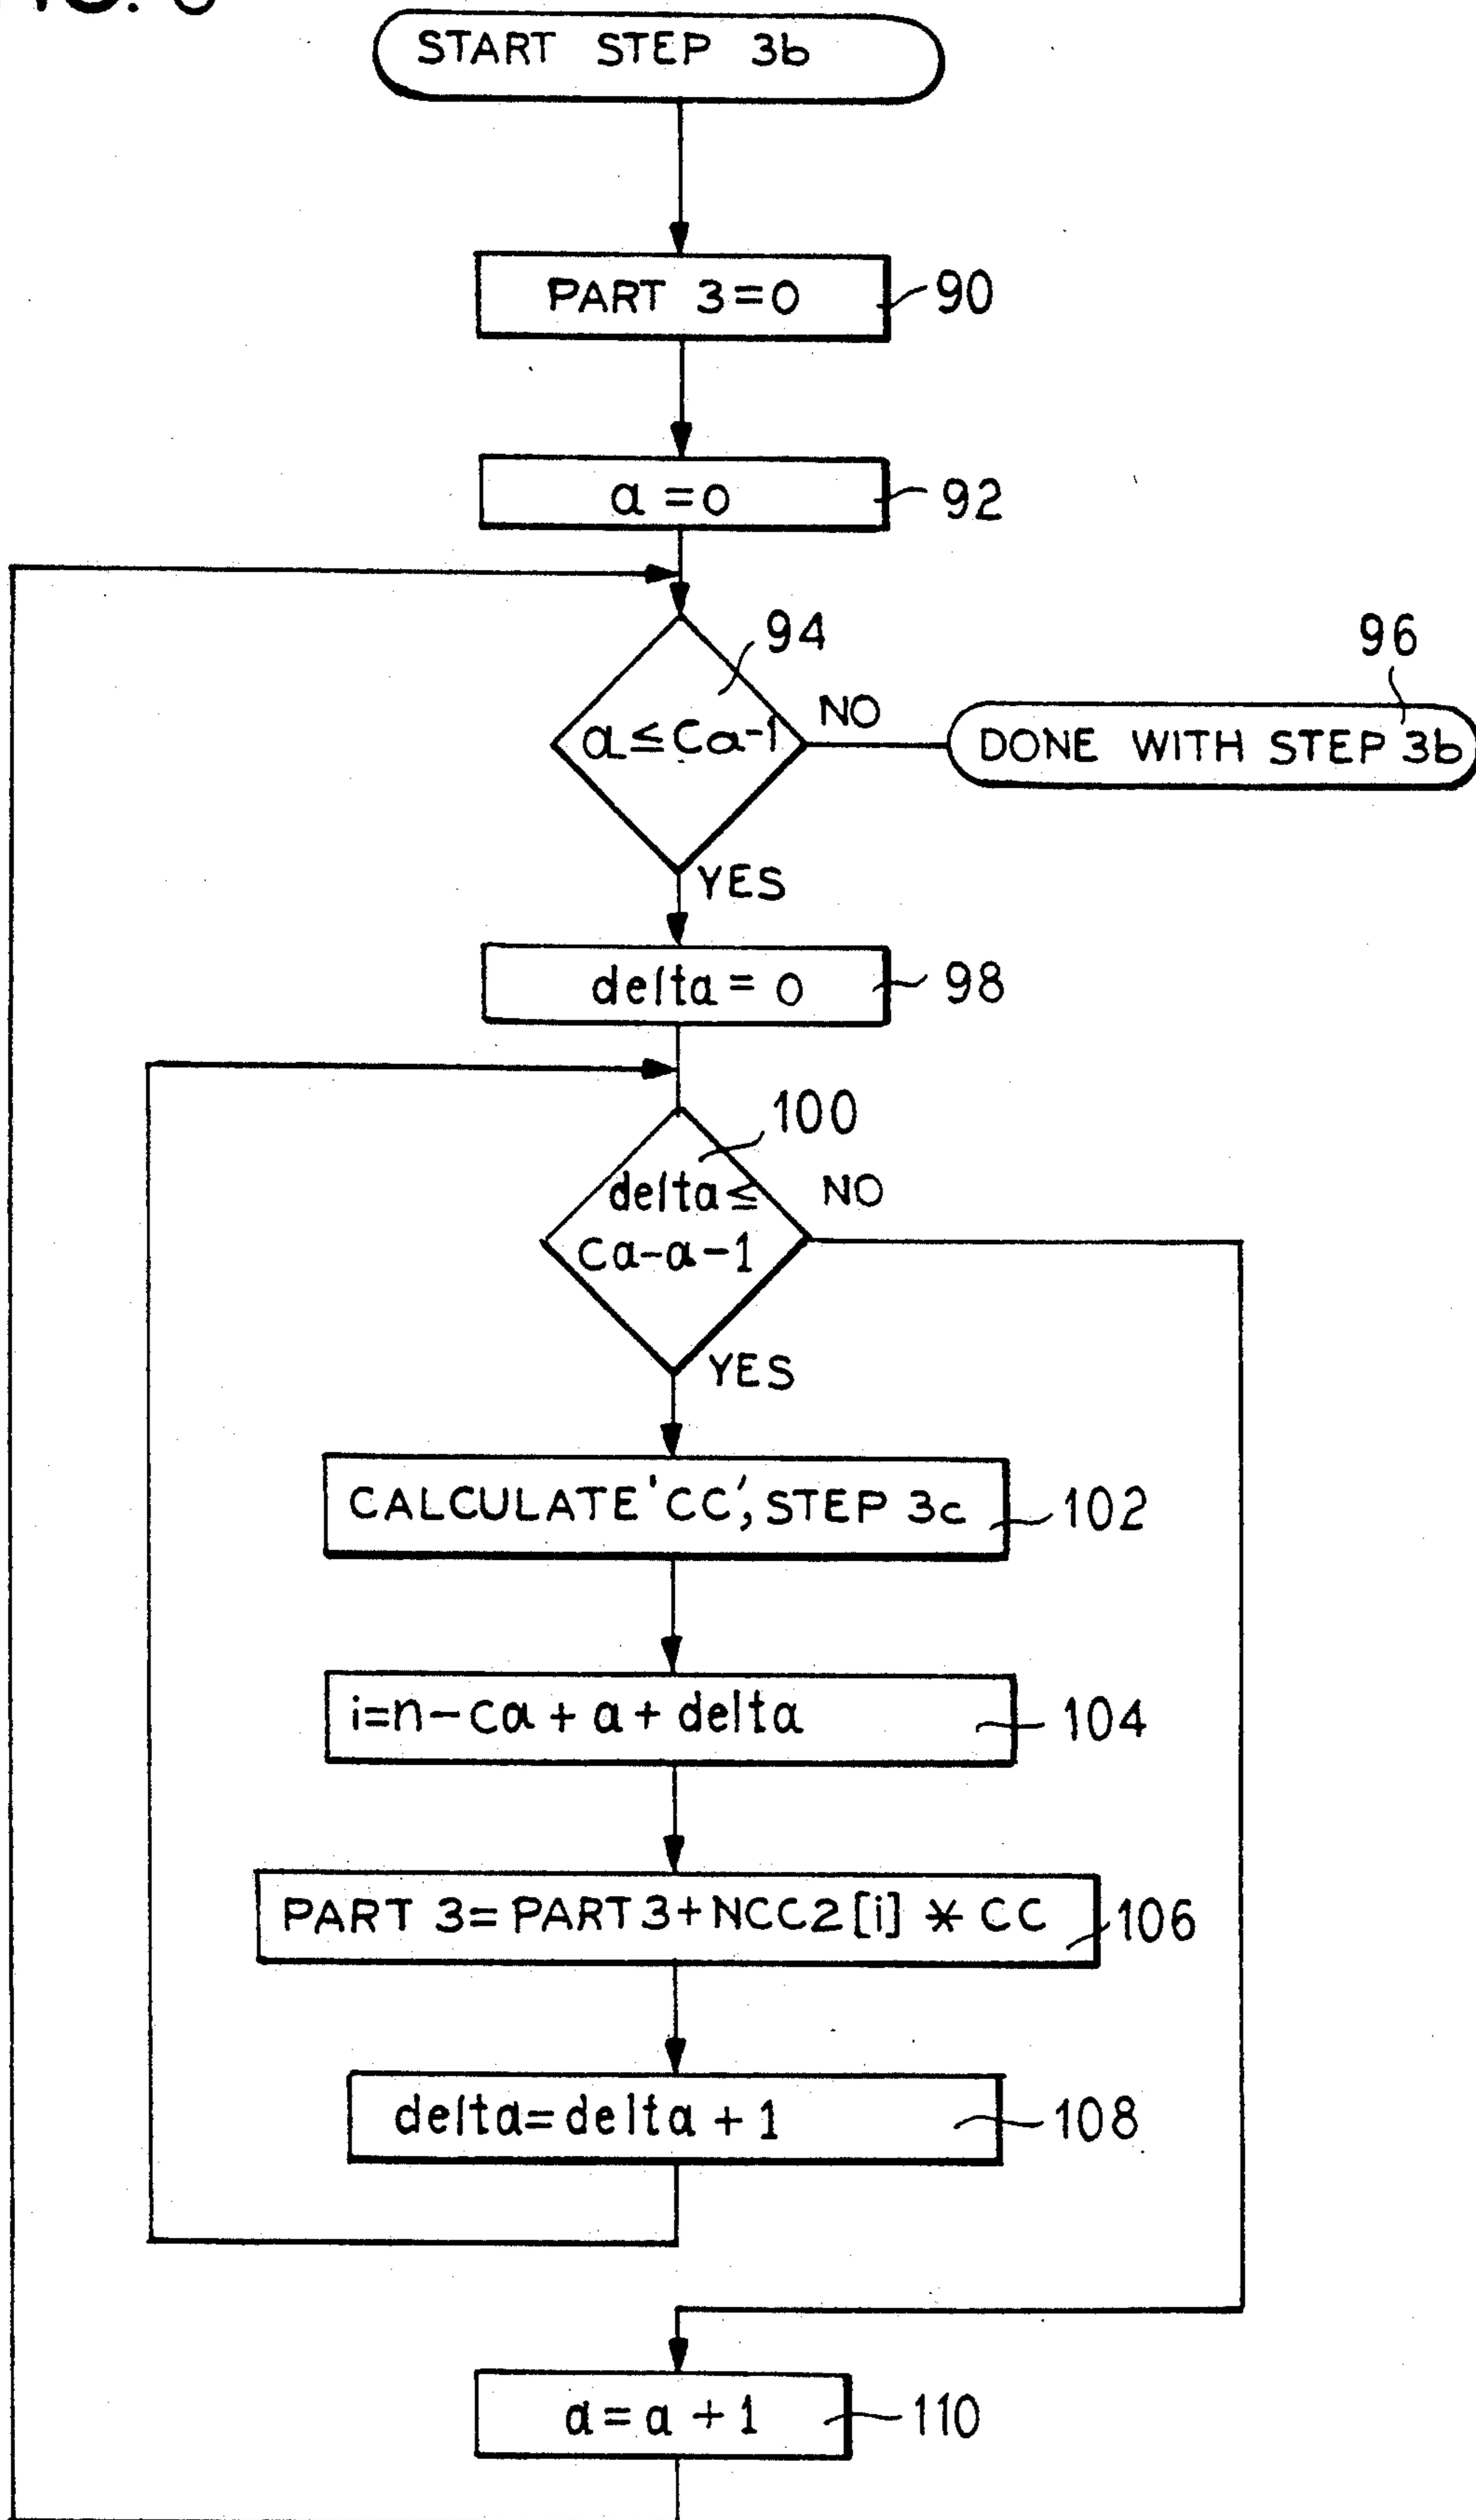 START STEP 3b
PART 3=0
90
a=0
92
94
96
a≤Ca-1
NO
DONE WITH STEP 3b
YES
delta=0
98
100
delta≤
Ca-a-1
NO
YES
CALCULATE 'CC', STEP 3c
102
i=n-ca+a+delta
104
PART 3=PART3+NCC2[i] * CC
106
delta=delta+1
108
a=a+1
110